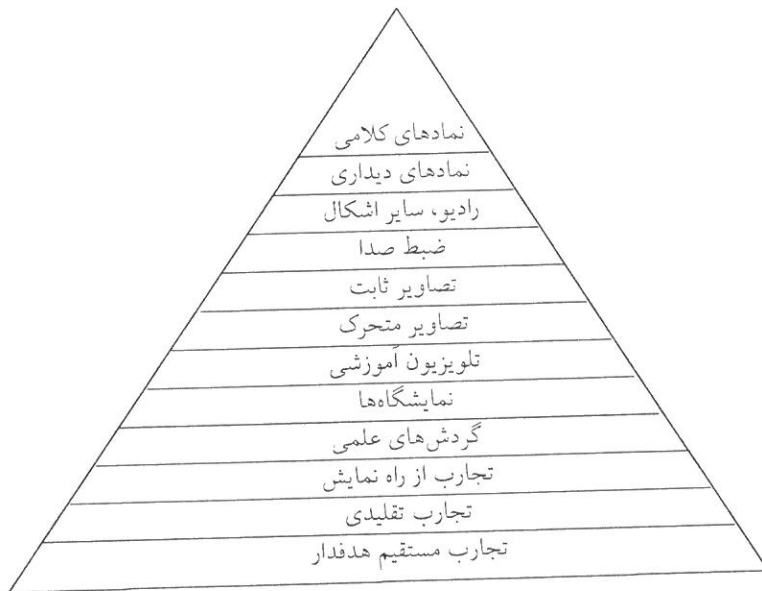 نمادهای کلامی
نمادهای دیداری
رادیو، سایر اشکال
ضبط صدا
تصاویر ثابت
تصاویر متحرک
تلویزیون آموزشی
نمایشگاه‌ها
گردش‌های علمی
تجارب از راه نمایش
تجارب تقلیدی
تجارب مستقیم هدفدار